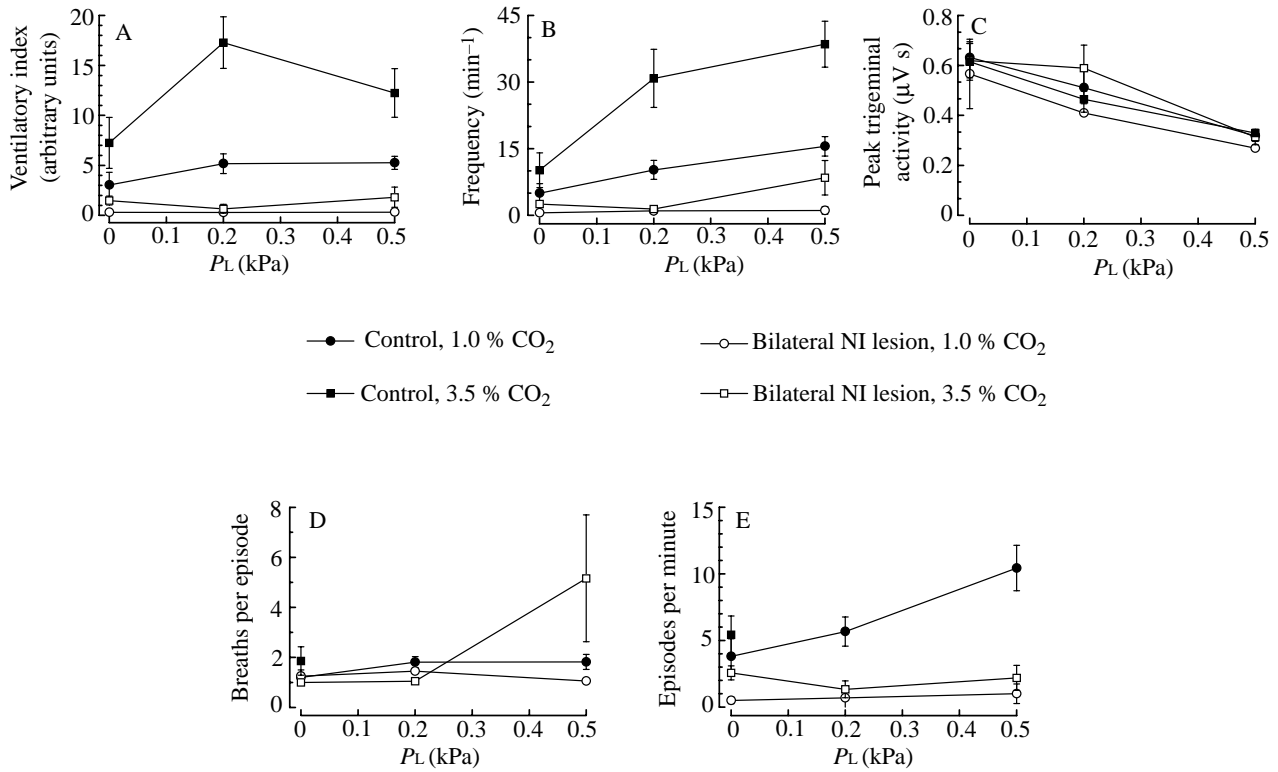 A
Ventilatory index
(arbitrary units)
20
15
10
5
0
0 0.1 0.2 0.3 0.4 0.5
PL (kPa)
B
Frequency (min−1)
45
30
15
0
0 0.1 0.2 0.3 0.4 0.5
PL (kPa)
C
Peak trigeminal
activity (µV s)
0.8
0.6
0.4
0.2
0
0 0.1 0.2 0.3 0.4 0.5
PL (kPa)
Control, 1.0 % CO2
Bilateral NI lesion, 1.0 % CO2
Control, 3.5 % CO2
Bilateral NI lesion, 3.5 % CO2
D
Breaths per episode
8
6
4
2
0
0 0.1 0.2 0.3 0.4 0.5
PL (kPa)
E
Episodes per minute
15
10
5
0
0 0.1 0.2 0.3 0.4 0.5
PL (kPa)